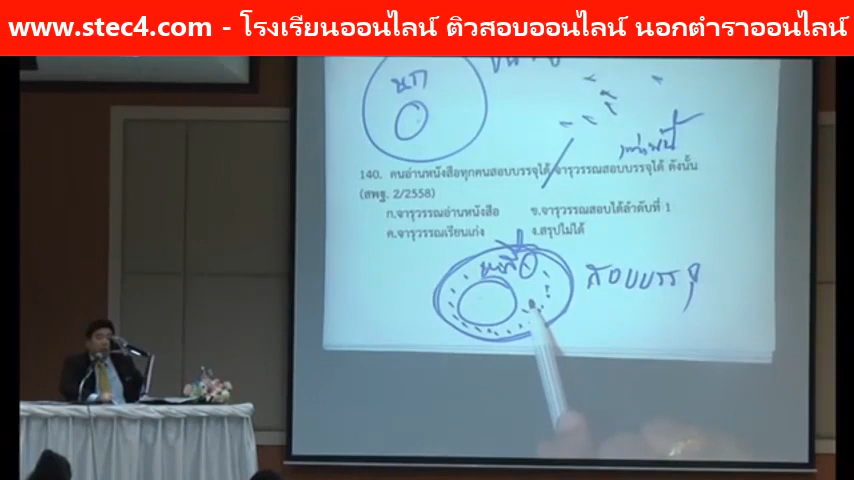 www.stec4.com - โรงเรียนออนไลน์ ติวสอบออนไลน์ นอกตำราออนไลน์
นก
เท่านั้น
140. คนอ่านหนังสือทุกคนสอบบรรจุได้ จารุวรรณสอบบรรจุได้ ดังนั้น
(สพฐ. 2/2558)
ก.จารุวรรณอ่านหนังสือ ข.จารุวรรณสอบได้ลำดับที่ 1
ค.จารุวรรณเรียนเก่ง ง.สรุปไม่ได้
สอบบรรจุ